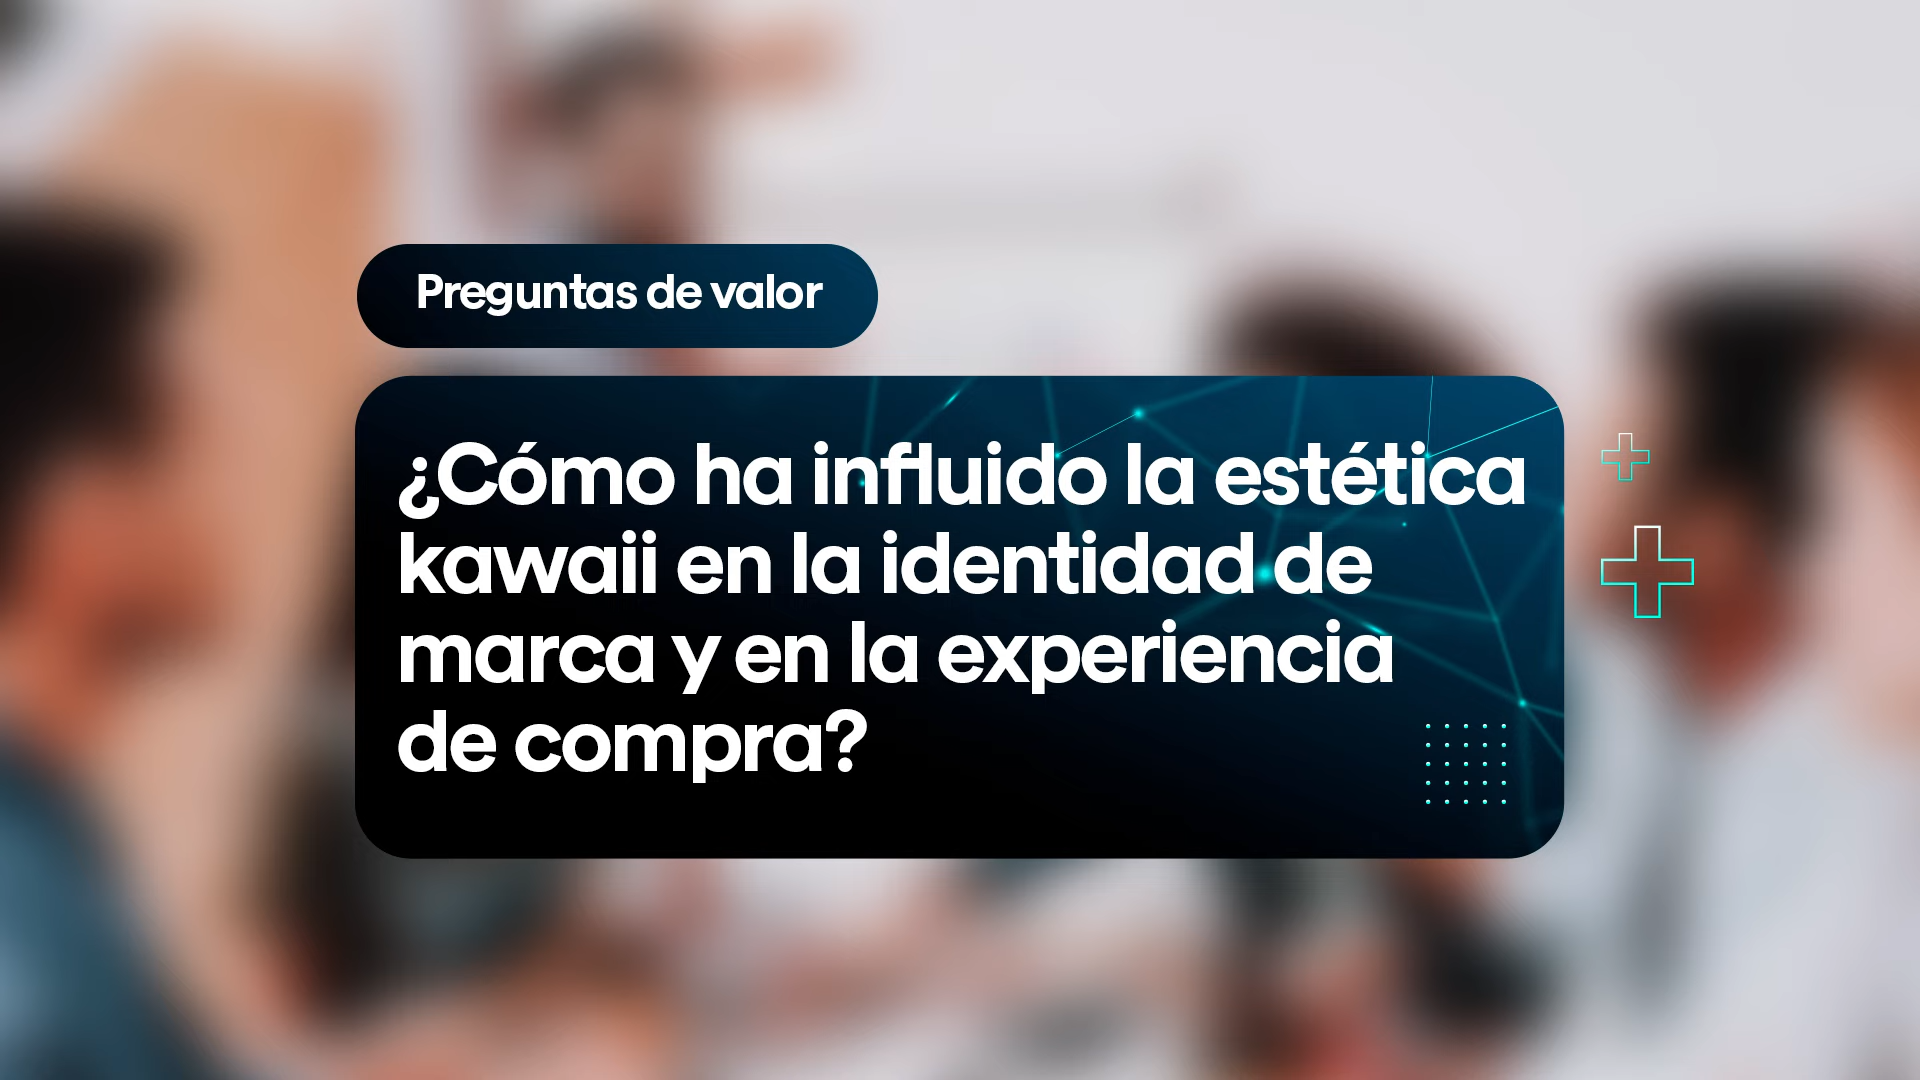 Preguntas de valor
¿Cómo ha influido la estética
kawaii en la identidad de
marca y en la experiencia
de compra?